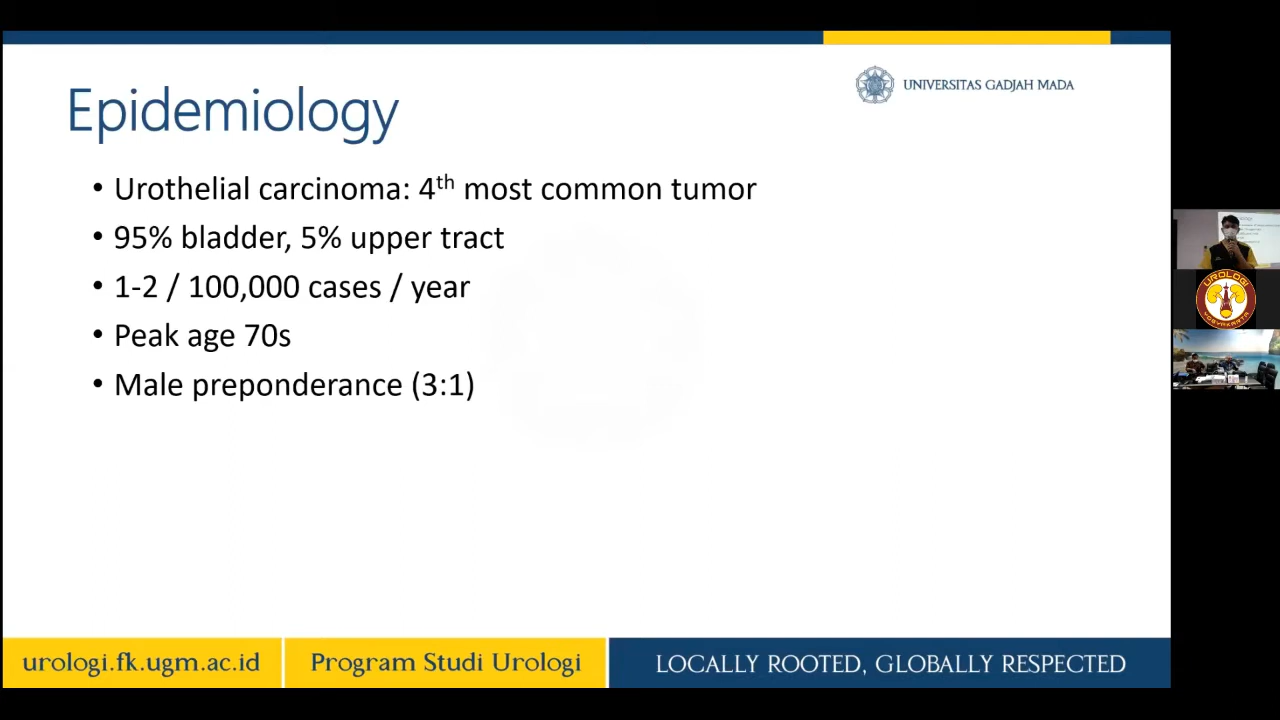 UNIVERSITAS GADJAH MADA
Epidemiology
• Urothelial carcinoma: 4th most common tumor
• 95% bladder, 5% upper tract
• 1-2 / 100,000 cases / year
• Peak age 70s
• Male preponderance (3:1)
UROLOGI
YOGYAKARTA
urologi.fk.ugm.ac.id
Program Studi Urologi
LOCALLY ROOTED, GLOBALLY RESPECTED